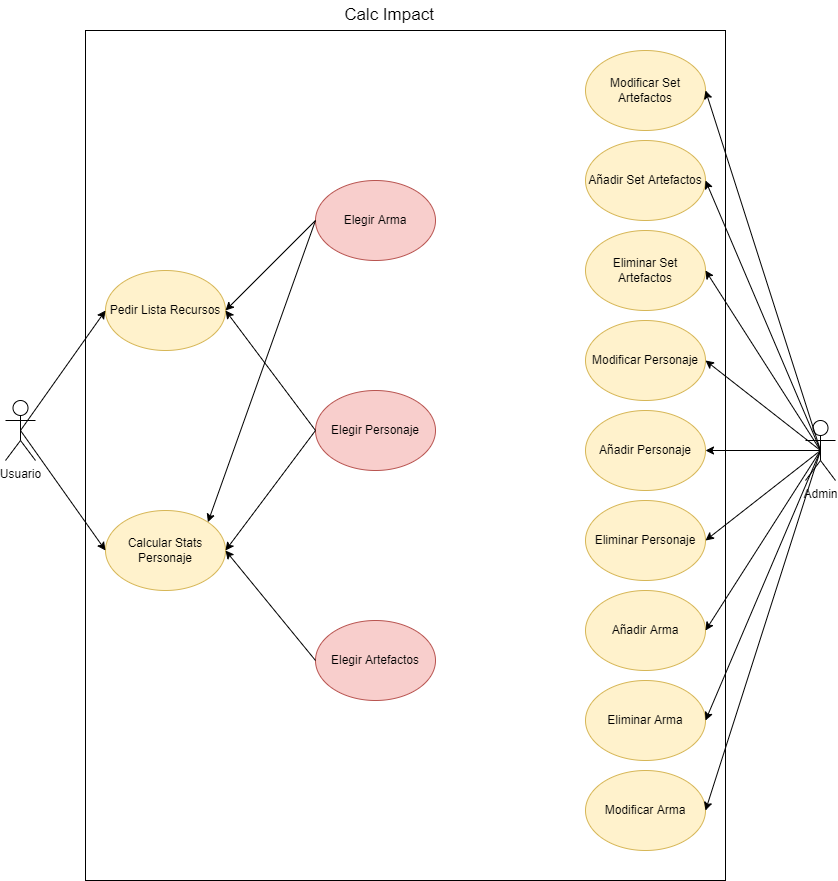 Calc Impact
Modificar Set
Artefactos
Añadir Set Artefactos
Elegir Arma
Eliminar Set
Artefactos
Pedir Lista Recursos
Modificar Personaje
Elegir Personaje
Añadir Personaje
Usuario
Admin
Calcular Stats
Personaje
Eliminar Personaje
Añadir Arma
Elegir Artefactos
Eliminar Arma
Modificar Arma